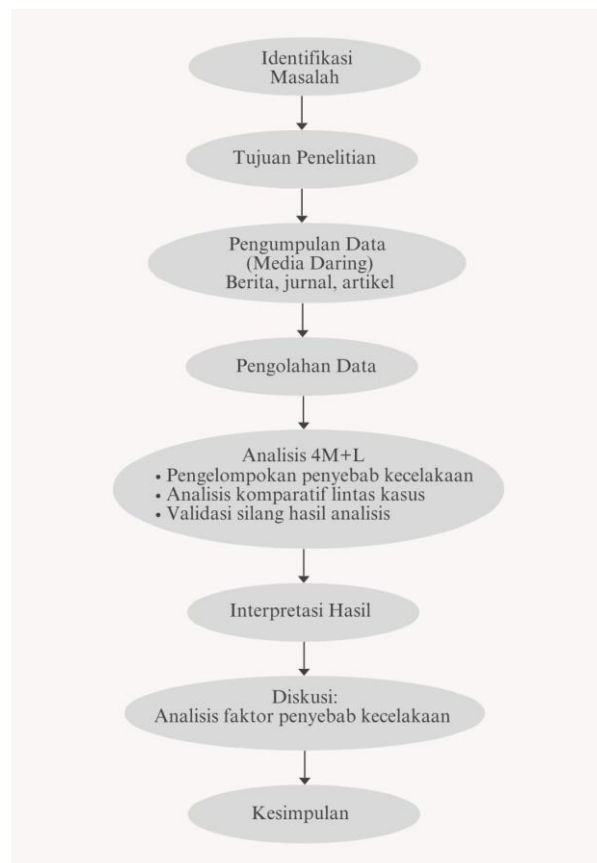 Identifikasi
Masalah
Tujuan Penelitian
Pengumpulan Data
(Media Daring)
Berita, jurnal, artikel
Pengolahan Data
Analisis 4M+L
• Pengelompokan penyebab kecelakaan
• Analisis komparatif lintas kasus
• Validasi silang hasil analisis
Interpretasi Hasil
Diskusi:
Analisis faktor penyebab kecelakaan
Kesimpulan